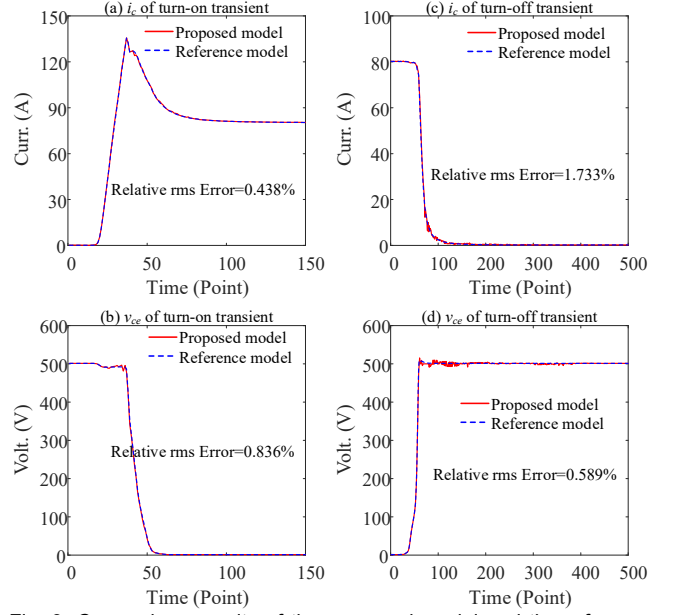 (a) i_c of turn-on transient
150
120
90
60
30
0
Curr. (A)
Proposed model
Reference model
Relative rms Error=0.438%
0 50 100 150
Time (Point)
(c) i_c of turn-off transient
100
80
60
40
20
0
Curr. (A)
Proposed model
Reference model
Relative rms Error=1.733%
0 100 200 300 400 500
Time (Point)
(b) v_ce of turn-on transient
600
500
400
300
200
100
0
Volt. (V)
Proposed model
Reference model
Relative rms Error=0.836%
0 50 100 150
Time (Point)
(d) v_ce of turn-off transient
600
500
400
300
200
100
0
Volt. (V)
Proposed model
Reference model
Relative rms Error=0.589%
0 100 200 300 400 500
Time (Point)